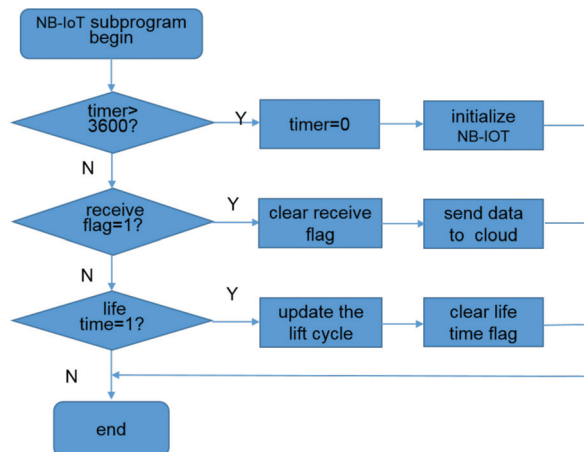 NB-IoT subprogram
begin
timer>
3600?
Y
timer=0
initialize
NB-IOT
N
receive
flag=1?
Y
clear receive
flag
send data
to cloud
N
life
time=1?
Y
update the
lift cycle
clear life
time flag
N
end